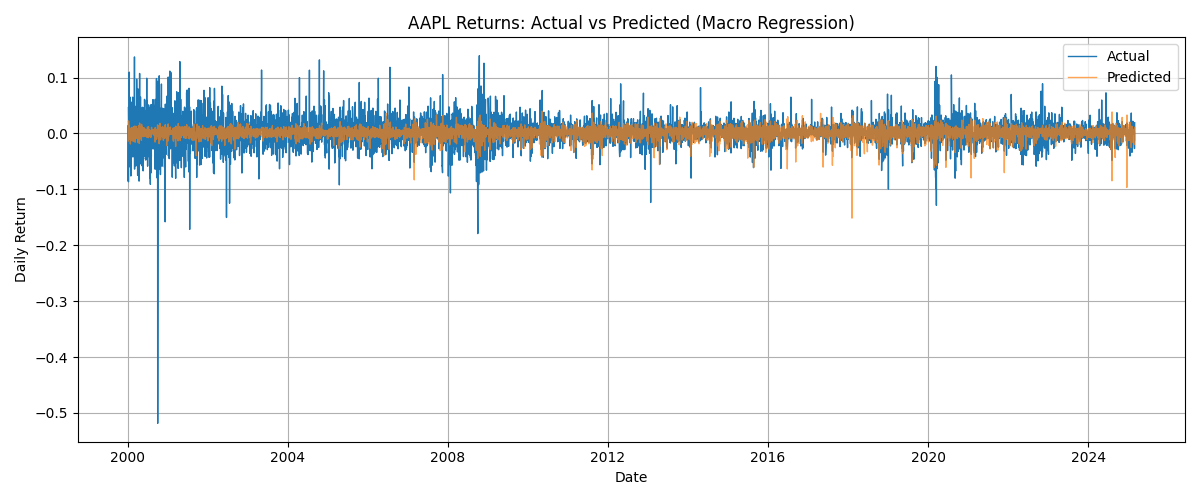 AAPL Returns: Actual vs Predicted (Macro Regression)
Actual
Predicted
Daily Return
0.1
0.0
−0.1
−0.2
−0.3
−0.4
−0.5
2000 2004 2008 2012 2016 2020 2024
Date